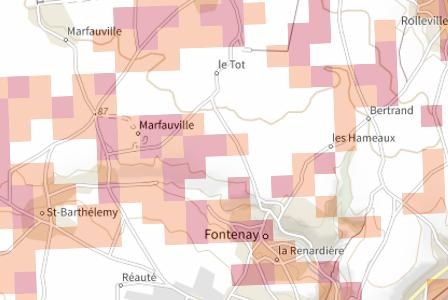 Rolleville
Marfauville
le Tot
87
Bertrand
Marfauville
les Hameaux
St-Barthélemy
Fontenay
la Renardière
Réauté